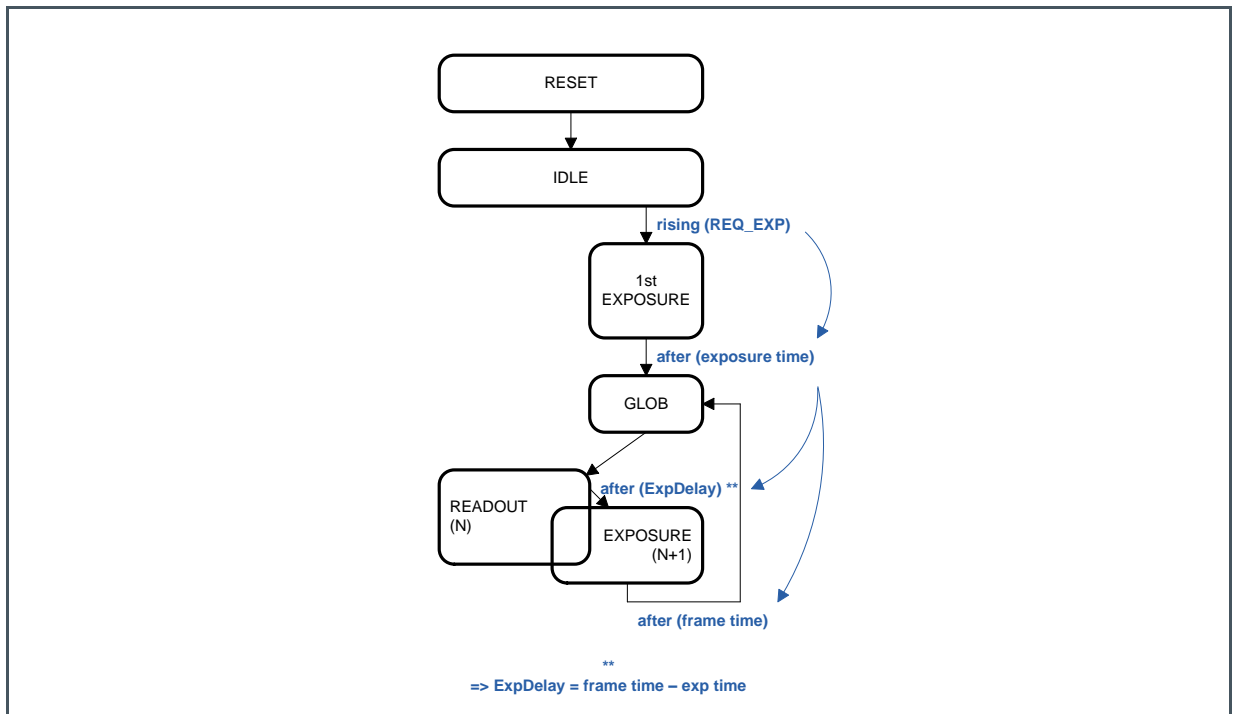 RESET
IDLE
rising (REQ_EXP)
1st
EXPOSURE
after (exposure time)
GLOB
after (ExpDelay) **
READOUT
(N)
EXPOSURE
(N+1)
after (frame time)
**
=> ExpDelay = frame time – exp time